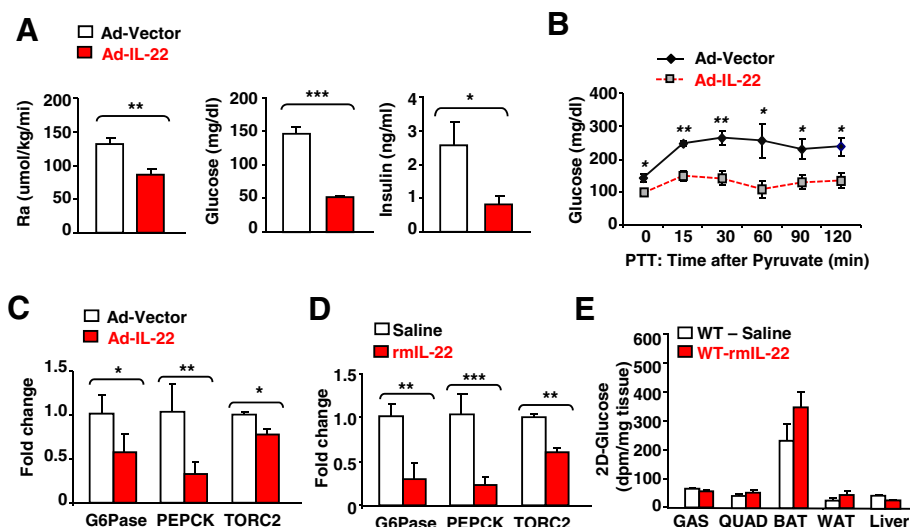 A
Ad-Vector
Ad-IL-22
Ra (umol/kg/mi)
200
150
100
50
0
**
Glucose (mg/dl)
200
150
100
50
0
***
Insulin (ng/ml)
4
3
2
1
0
*
B
Ad-Vector
Ad-IL-22
Glucose (mg/dl)
400
300
200
100
0
* ** ** * * *
0 15 30 60 90 120
PTT: Time after Pyruvate (min)
C
Ad-Vector
Ad-IL-22
Fold change
1.5
1.0
0.5
0
* ** *
G6Pase PEPCK TORC2
D
Saline
rmIL-22
Fold change
1.5
1.0
0.5
0
** *** **
G6Pase PEPCK TORC2
E
WT – Saline
WT-rmIL-22
2D-Glucose
(dpm/mg tissue)
600
500
400
300
200
100
0
GAS QUAD BAT WAT Liver